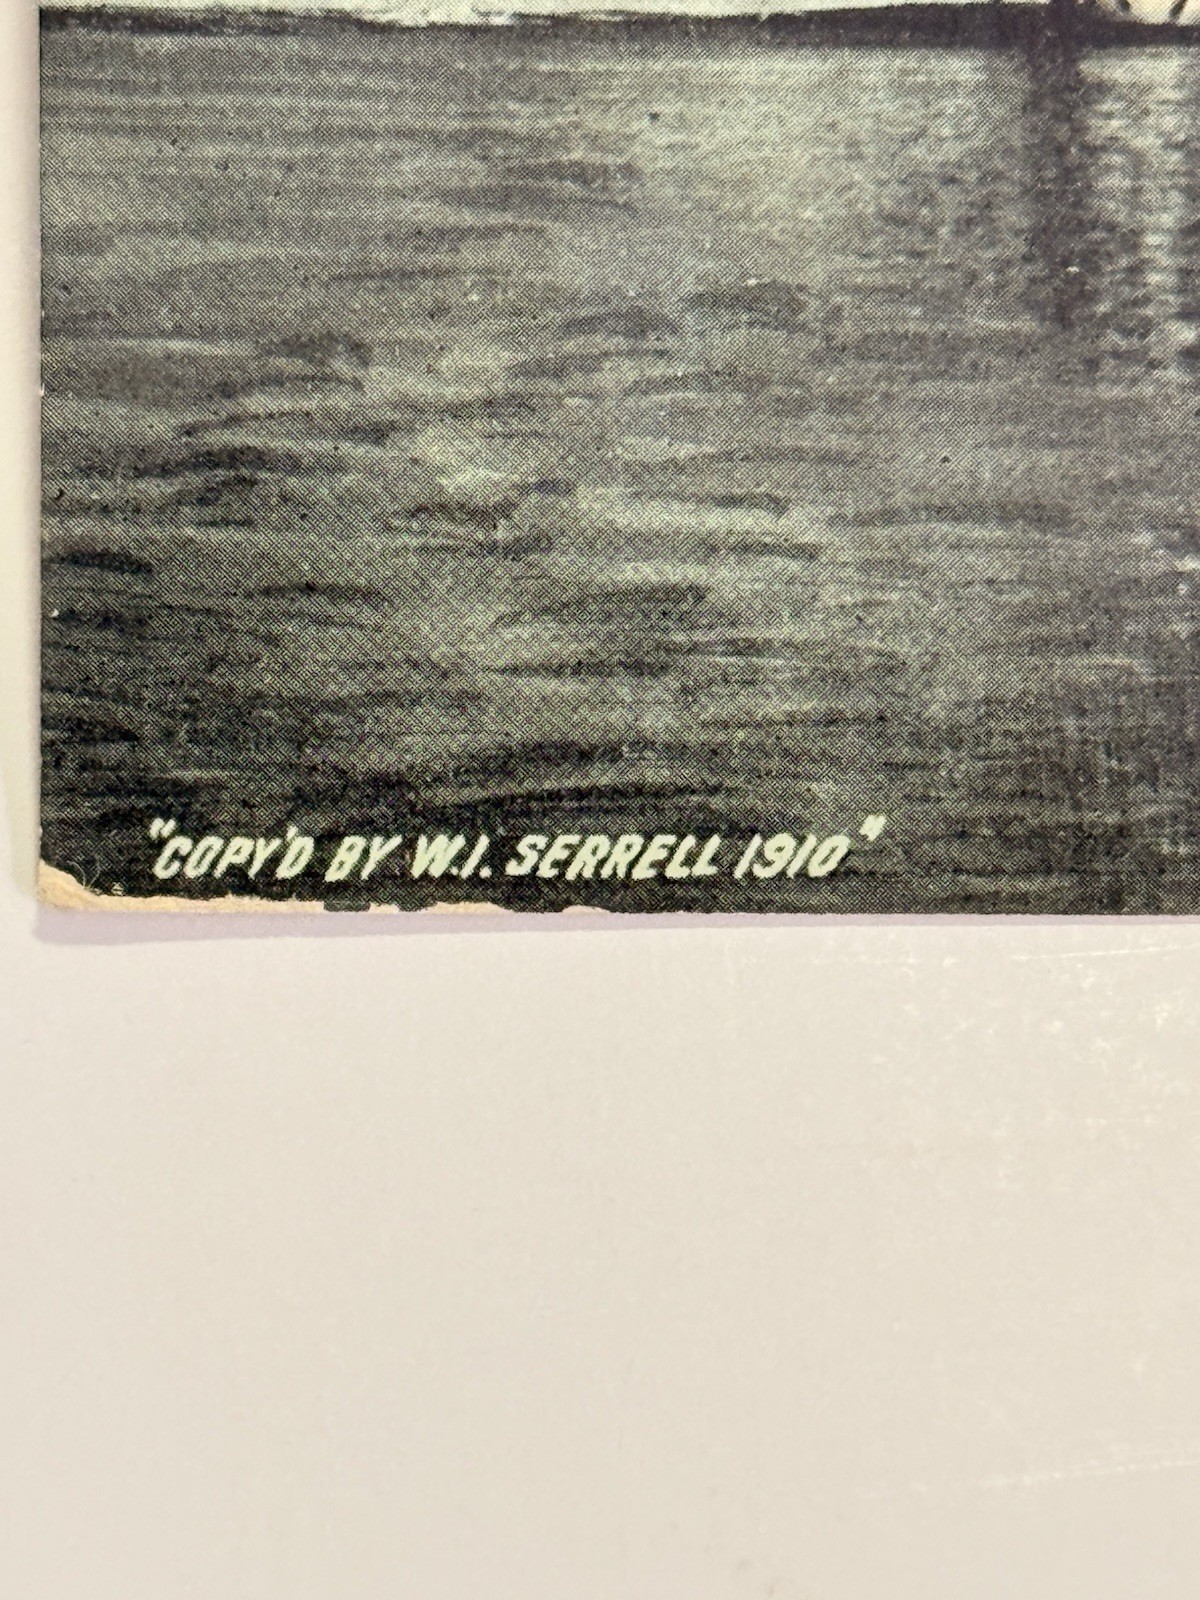 "COPY'D BY W.I. SERRELL 1910"